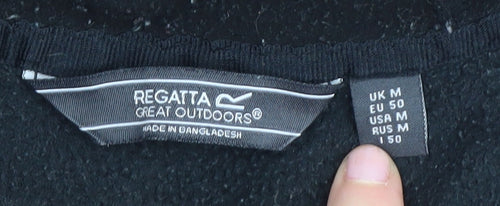 REGATTA
GREAT OUTDOORS®
MADE IN BANGLADESH
UK M
EU 50
USA M
RUS M
I 50